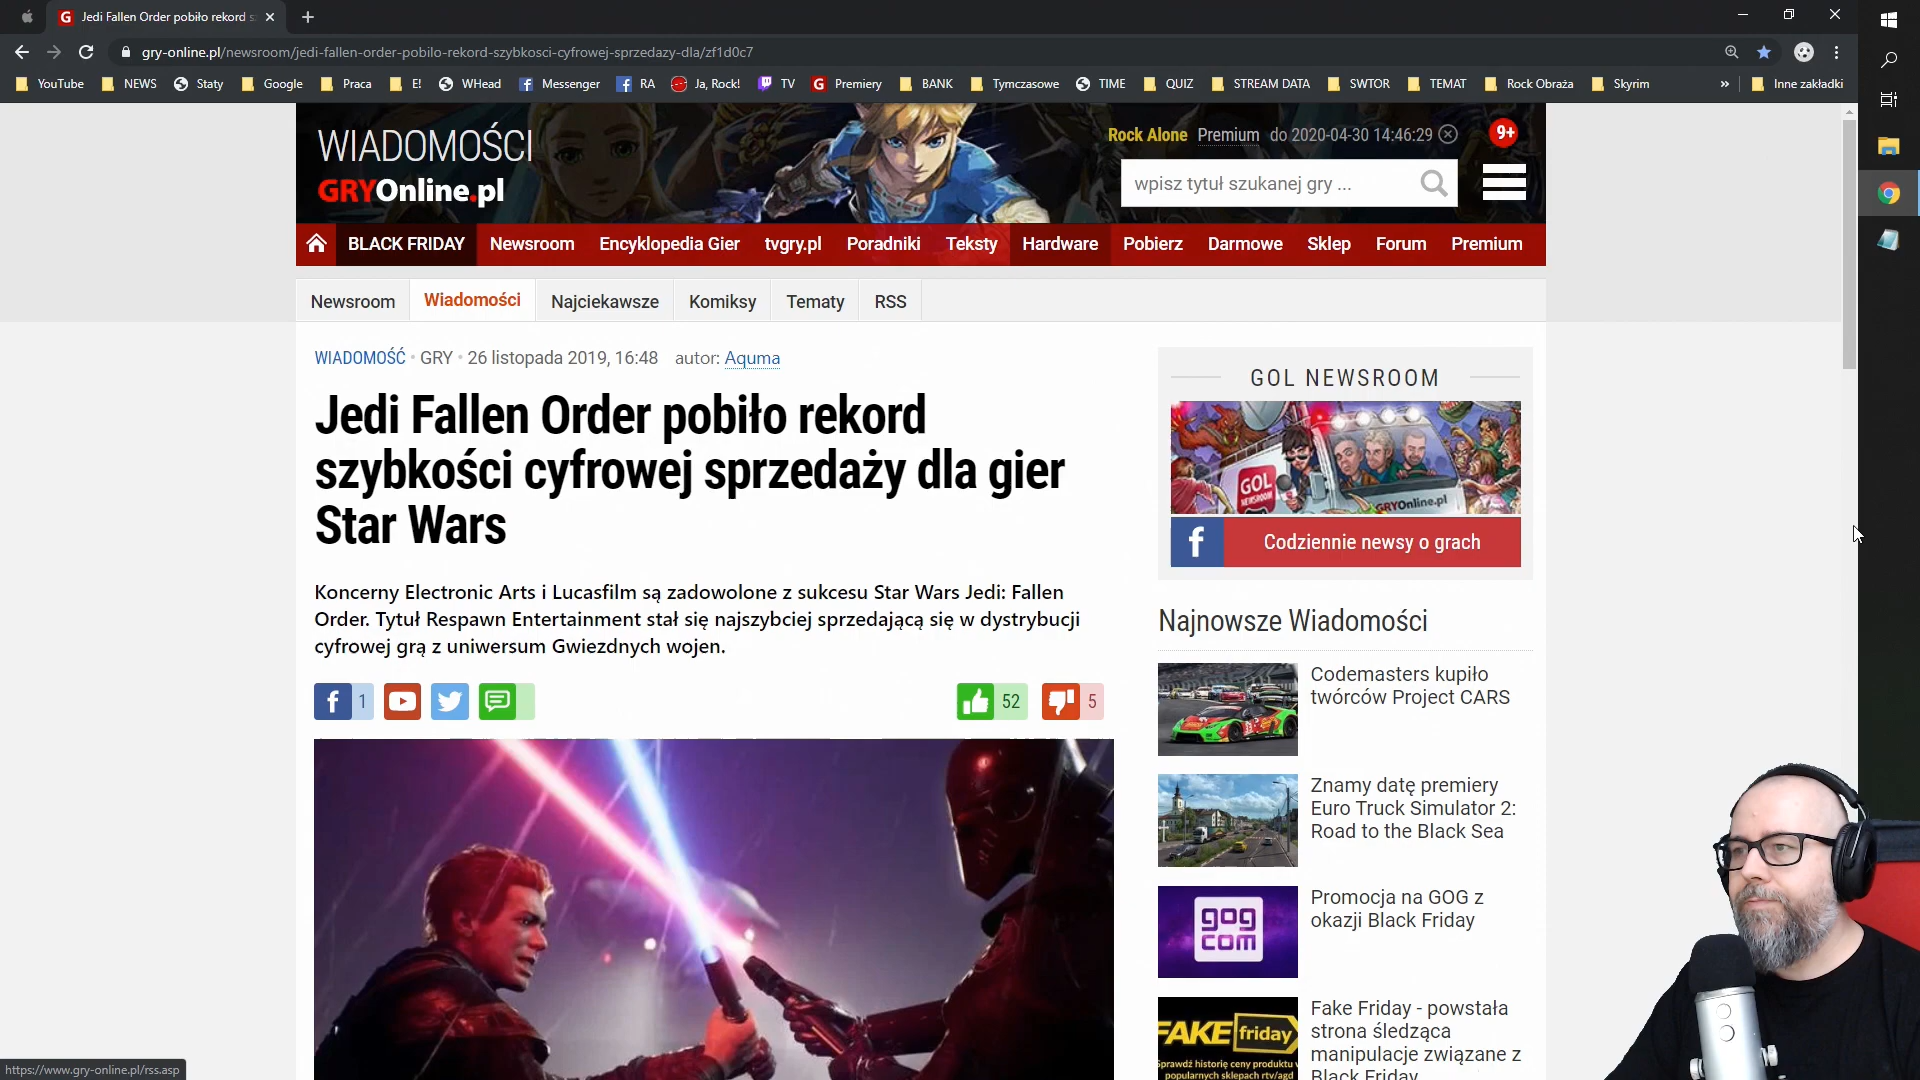 Jedi Fallen Order pobiło rekord s
gry-online.pl/newsroom/jedi-fallen-order-pobilo-rekord-szybkosci-cyfrowej-sprzedazy-dla/zf1d0c7
YouTube NEWS Staty Google Praca E! WHead Messenger RA Ja, Rock! TV Premiery BANK Tymczasowe TIME QUIZ STREAM DATA SWTOR TEMAT Rock Obraża Skyrim » Inne zakładki
WIADOMOŚCI
GRYOnline.pl
Rock Alone Premium do 2020-04-30 14:46:29
9+
wpisz tytuł szukanej gry ...
BLACK FRIDAY Newsroom Encyklopedia Gier tvgry.pl Poradniki Teksty Hardware Pobierz Darmowe Sklep Forum Premium
Newsroom Wiadomości Najciekawsze Komiksy Tematy RSS
WIADOMOŚĆ • GRY • 26 listopada 2019, 16:48 autor: Aquma
Jedi Fallen Order pobiło rekord
szybkości cyfrowej sprzedaży dla gier
Star Wars
Koncerny Electronic Arts i Lucasfilm są zadowolone z sukcesu Star Wars Jedi: Fallen
Order. Tytuł Respawn Entertainment stał się najszybciej sprzedającą się w dystrybucji
cyfrowej grą z uniwersum Gwiezdnych wojen.
1
52
5
GOL NEWSROOM
GOL
NEWSROOM
GRYOnline.pl
Codziennie newsy o grach
Najnowsze Wiadomości
Codemasters kupiło
twórców Project CARS
Znamy datę premiery
Euro Truck Simulator 2:
Road to the Black Sea
gog
com
Promocja na GOG z
okazji Black Friday
FAKE friday
Sprawdź historię ceny produktu w
popularnych sklepach rtv/agd
Fake Friday - powstała
strona śledząca
manipulacje związane z
Black Friday
https://www.gry-online.pl/rss.asp